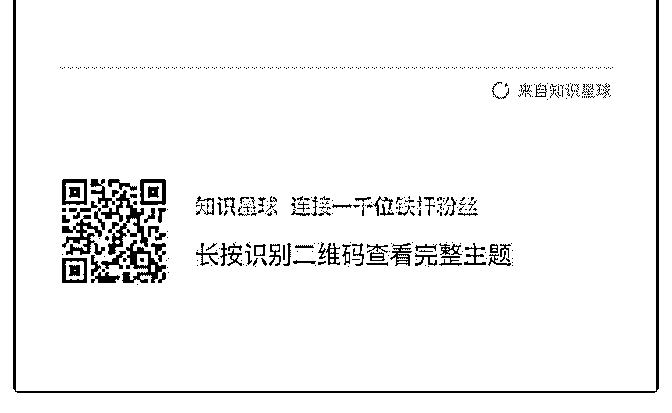 来自知识星球
知识星球 连接一千位铁杆粉丝
长按识别二维码查看完整主题